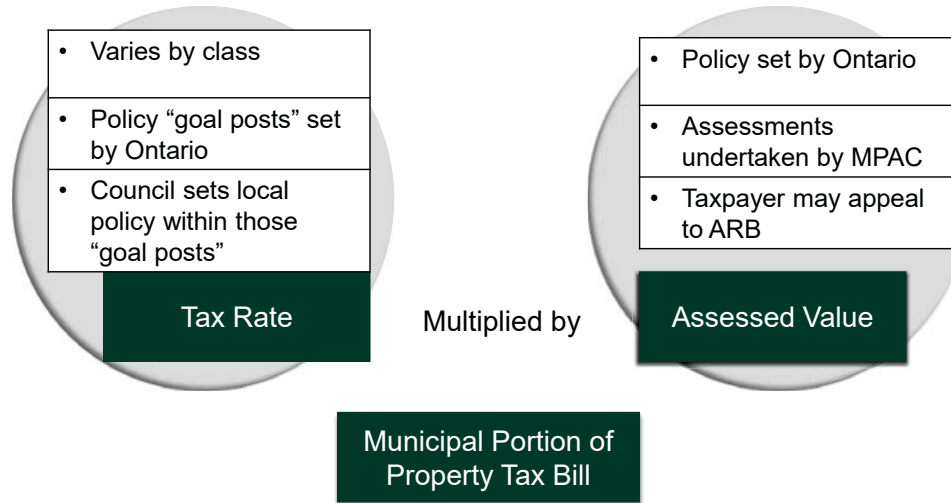 • Varies by class
• Policy “goal posts” set
by Ontario
• Council sets local
policy within those
“goal posts”
Tax Rate
Multiplied by
• Policy set by Ontario
• Assessments
undertaken by MPAC
• Taxpayer may appeal
to ARB
Assessed Value
Municipal Portion of
Property Tax Bill